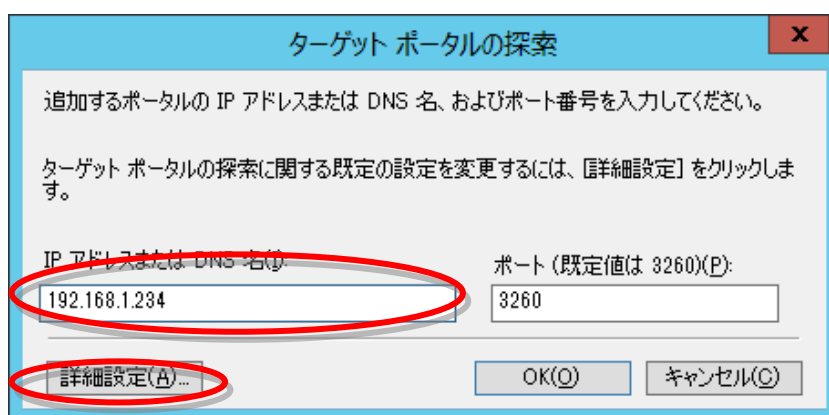 ターゲット ポータルの探索
x
追加するポータルの IP アドレスまたは DNS 名、およびポート番号を入力してください。
ターゲット ポータルの探索に関する既定の設定を変更するには、[詳細設定] をクリックしま
す。
IP アドレスまたは DNS 名(I):
ポート (既定値は 3260)(P):
192.168.1.234
3260
詳細設定(A)...
OK(O)
キャンセル(C)